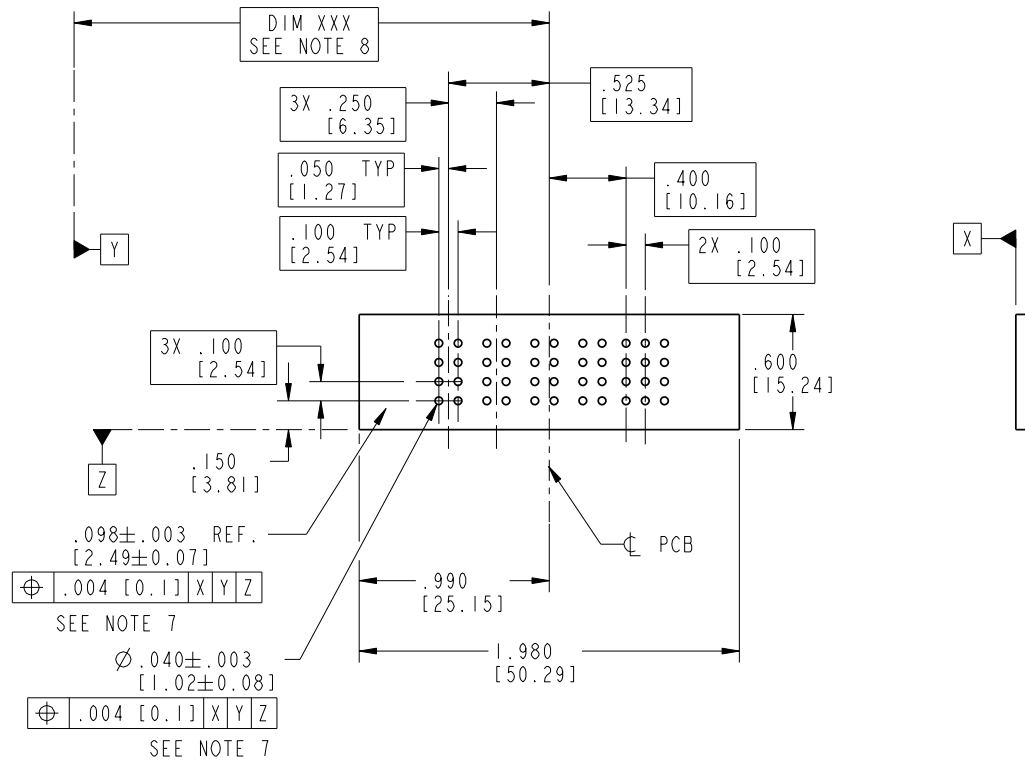 DIM XXX
SEE NOTE 8
.525
[13.34]
3X .250
[6.35]
.050 TYP
[1.27]
.400
[10.16]
.100 TYP
[2.54]
2X .100
[2.54]
Y
X
3X .100
[2.54]
.600
[15.24]
.150
[3.81]
Z
.098±.003 REF.
[2.49±0.07]
⌖ .004 [0.1] X Y Z
SEE NOTE 7
℄ PCB
.990
[25.15]
Ø.040±.003
[1.02±0.08]
⌖ .004 [0.1] X Y Z
SEE NOTE 7
1.980
[50.29]